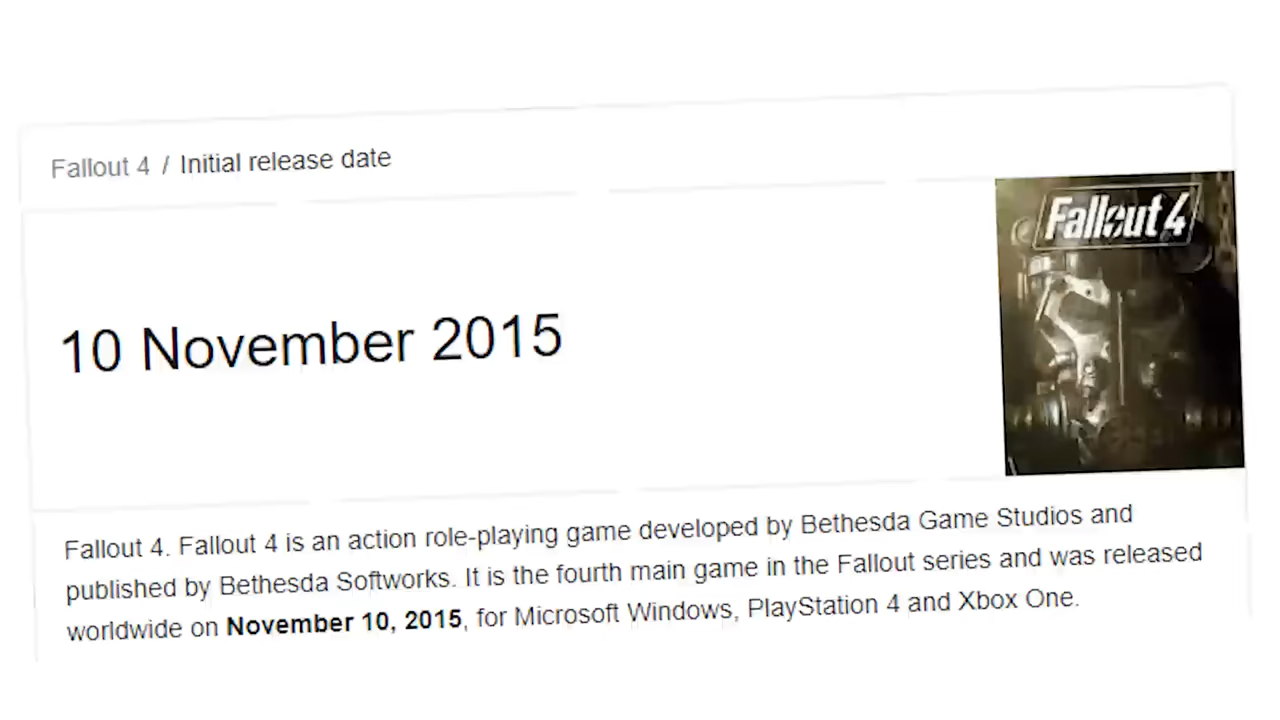 Fallout 4 / Initial release date
Fallout 4
10 November 2015
Fallout 4. Fallout 4 is an action role-playing game developed by Bethesda Game Studios and
published by Bethesda Softworks. It is the fourth main game in the Fallout series and was released
worldwide on November 10, 2015, for Microsoft Windows, PlayStation 4 and Xbox One.